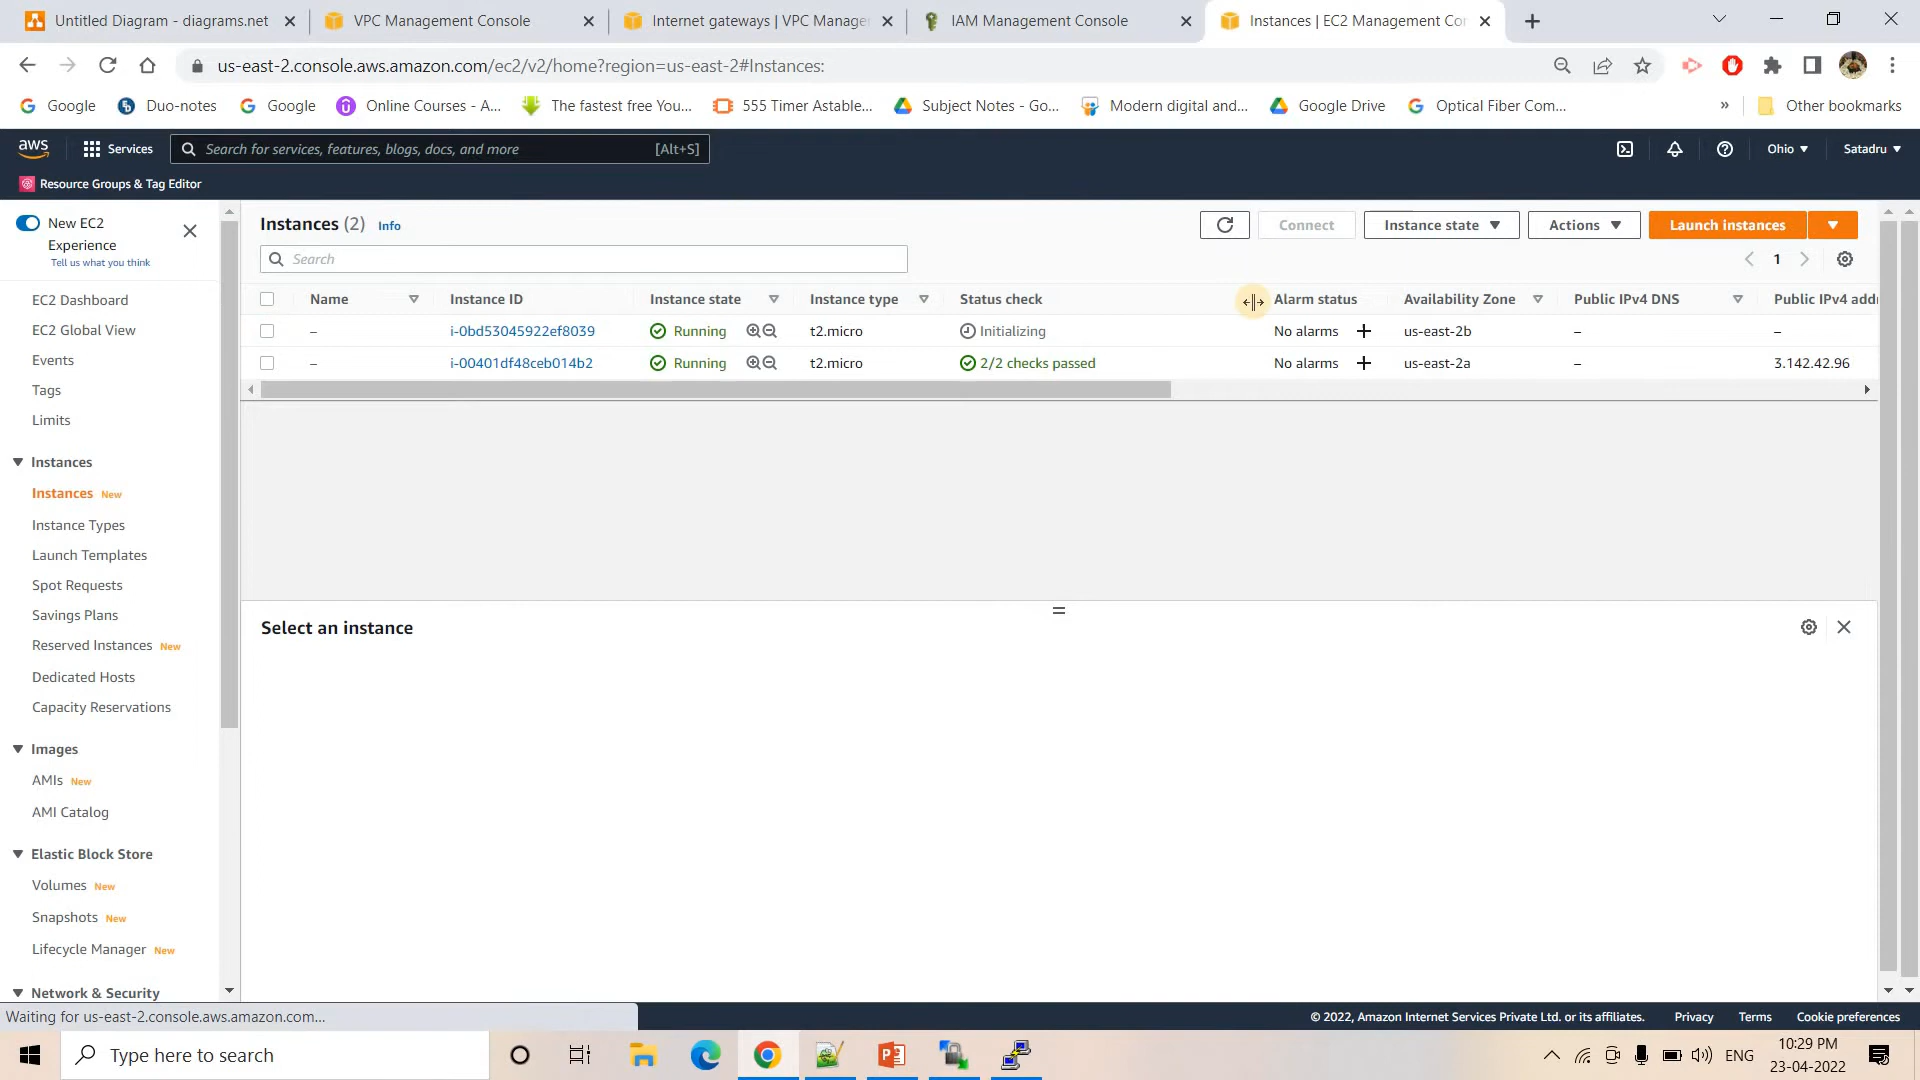 Untitled Diagram - diagrams.net
VPC Management Console
Internet gateways | VPC Manage
IAM Management Console
Instances | EC2 Management Con
us-east-2.console.aws.amazon.com/ec2/v2/home?region=us-east-2#Instances:
Google
Duo-notes
Google
Online Courses - A...
The fastest free You...
555 Timer Astable...
Subject Notes - Go...
Modern digital and...
Google Drive
Optical Fiber Com...
»
Other bookmarks
aws
Services
Search for services, features, blogs, docs, and more
[Alt+S]
Ohio
Satadru
Resource Groups & Tag Editor
New EC2
Experience
Tell us what you think
EC2 Dashboard
EC2 Global View
Events
Tags
Limits
Instances
Instances New
Instance Types
Launch Templates
Spot Requests
Savings Plans
Reserved Instances New
Dedicated Hosts
Capacity Reservations
Images
AMIs New
AMI Catalog
Elastic Block Store
Volumes New
Snapshots New
Lifecycle Manager New
Network & Security
Instances (2) Info
Connect
Instance state
Actions
Launch instances
Search
1
Name Instance ID Instance state Instance type Status check Alarm status Availability Zone Public IPv4 DNS Public IPv4 addr
– i-0bd53045922ef8039 Running t2.micro Initializing No alarms us-east-2b – –
– i-00401df48ceb014b2 Running t2.micro 2/2 checks passed No alarms us-east-2a – 3.142.42.96
Select an instance
Waiting for us-east-2.console.aws.amazon.com...
© 2022, Amazon Internet Services Private Ltd. or its affiliates.
Privacy
Terms
Cookie preferences
Type here to search
ENG
10:29 PM
23-04-2022